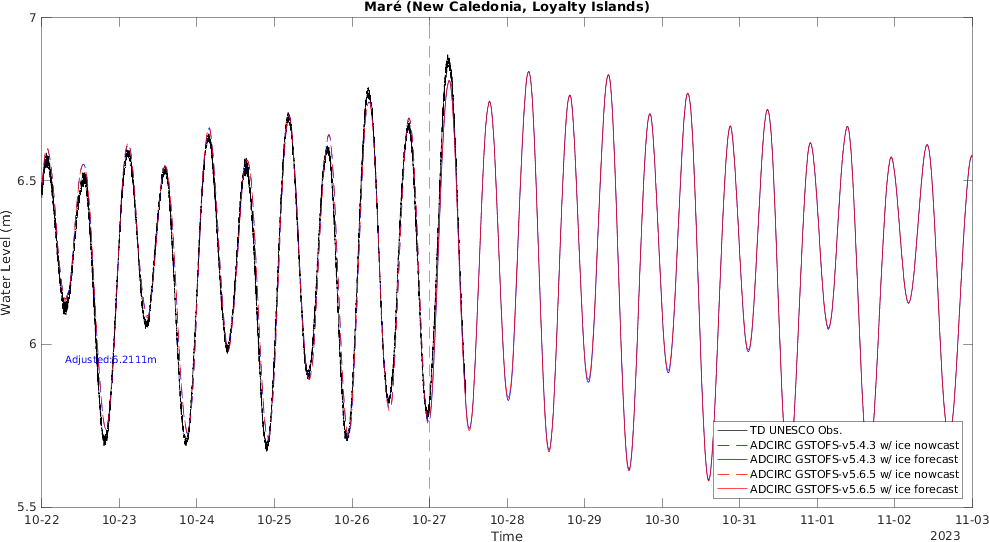 Maré (New Caledonia, Loyalty Islands)
7
6.5
6
5.5
Water Level (m)
Adjusted:6.2111m
TD UNESCO Obs.
ADCIRC GSTOFS-v5.4.3 w/ ice nowcast
ADCIRC GSTOFS-v5.4.3 w/ ice forecast
ADCIRC GSTOFS-v5.6.5 w/ ice nowcast
ADCIRC GSTOFS-v5.6.5 w/ ice forecast
10-22 10-23 10-24 10-25 10-26 10-27 10-28 10-29 10-30 10-31 11-01 11-02 11-03
Time
2023